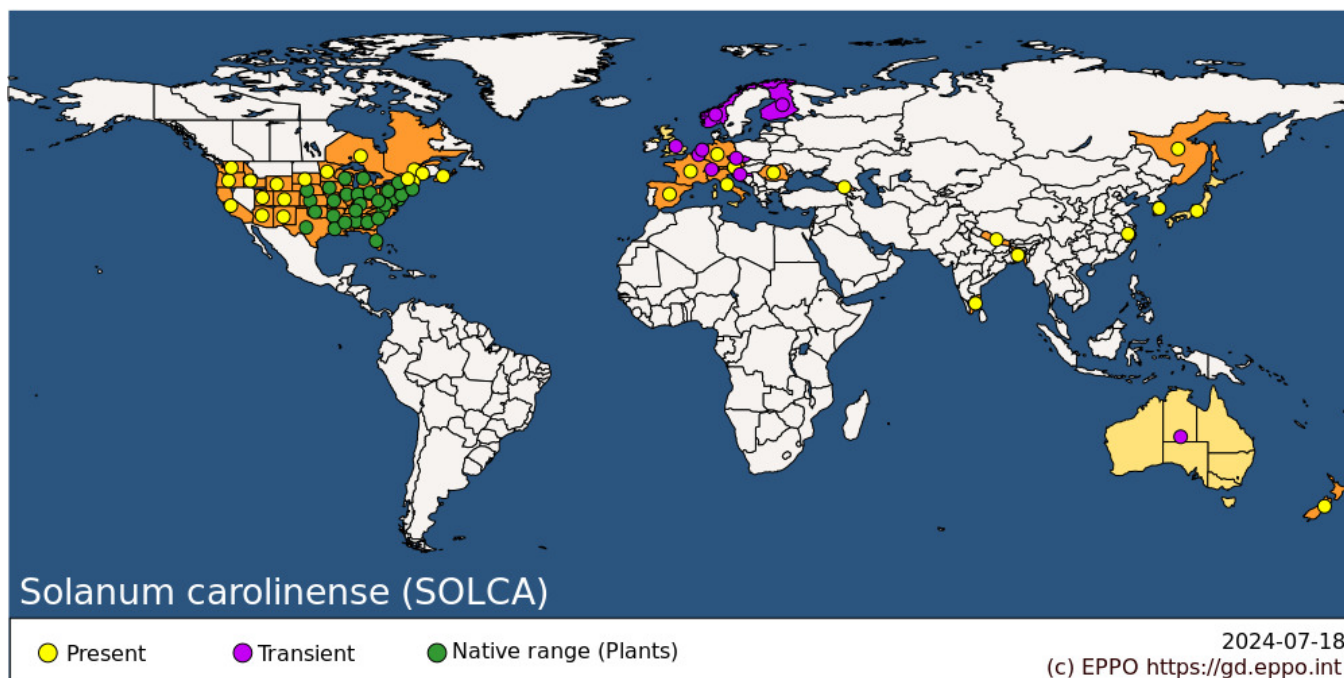 Solanum carolinense (SOLCA)
Present
Transient
Native range (Plants)
2024-07-18
(c) EPPO https://gd.eppo.int